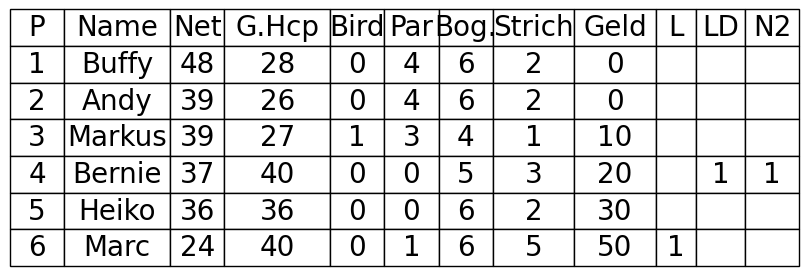 P Name Net G.Hcp Bird Par Bog. Strich Geld L LD N2
1 Buffy 48 28 0 4 6 2 0
2 Andy 39 26 0 4 6 2 0
3 Markus 39 27 1 3 4 1 10
4 Bernie 37 40 0 0 5 3 20 1 1
5 Heiko 36 36 0 0 6 2 30
6 Marc 24 40 0 1 6 5 50 1